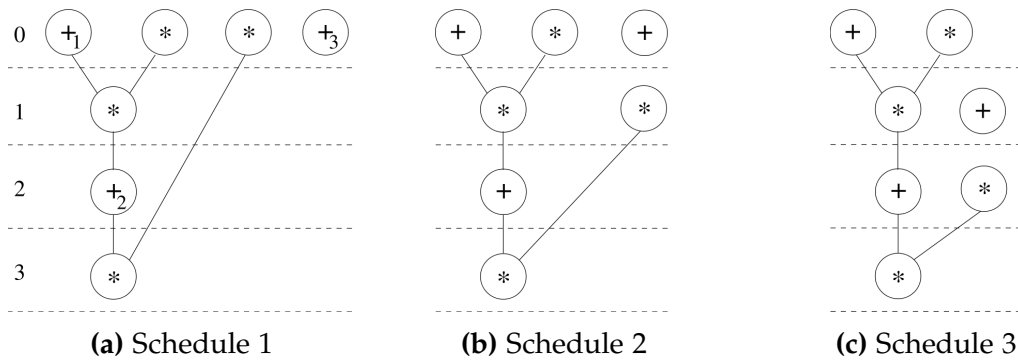 0 +1 * * +3 + * + + *
1 * * * * +
2 +2 + + *
3 * * *
(a) Schedule 1 (b) Schedule 2 (c) Schedule 3